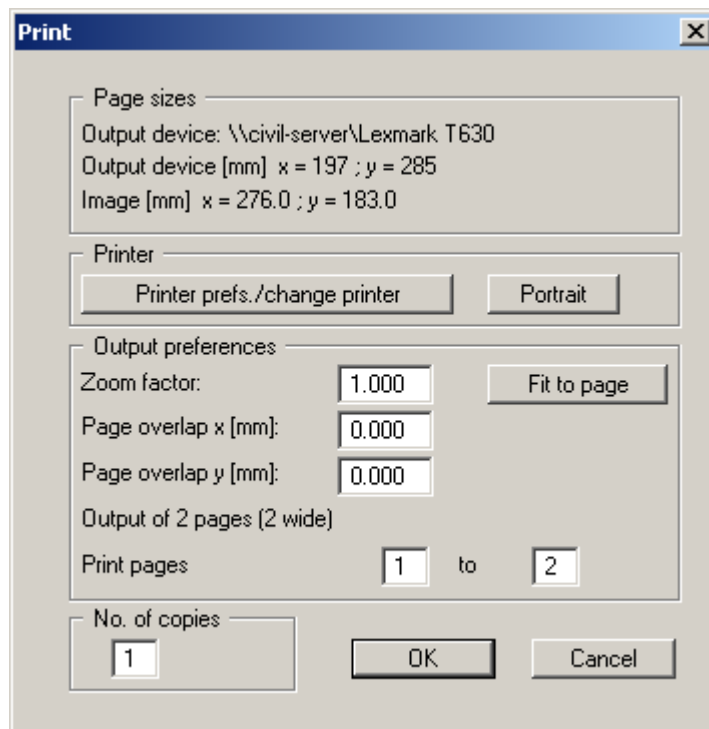 Print
Page sizes
Output device: \\civil-server\Lexmark T630
Output device [mm]  x = 197 ; y = 285
Image [mm]  x = 276.0 ; y = 183.0
Printer
Printer prefs./change printer
Portrait
Output preferences
Zoom factor: 1.000 Fit to page
Page overlap x [mm]: 0.000
Page overlap y [mm]: 0.000
Output of 2 pages (2 wide)
Print pages 1 to 2
No. of copies
1
OK
Cancel